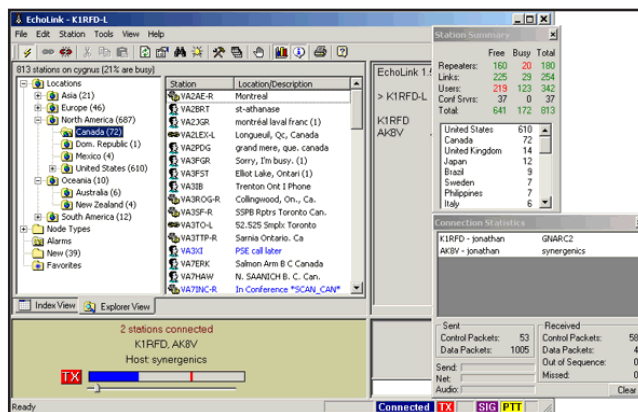 EchoLink - K1RFD-L
File Edit Station Tools View Help
813 stations on cygnus (21% are busy)
Locations
Asia (21)
Europe (46)
North America (687)
Canada (72)
Dom. Republic (1)
Mexico (4)
United States (610)
Oceania (10)
Australia (6)
New Zealand (4)
South America (12)
Node Types
Alarms
New (39)
Favorites
Index View Explorer View
Station Location/Description
VA2AE-R Montreal
VA2BRT st-athanase
VA2JGR montréal laval franc (1)
VA2LEX-L Longueuil, Qc, Canada
VA2PDG grand mere, que. canada
VA3FGR Sorry, I'm busy. (1)
VA3FST Elliot Lake, Ontari (1)
VA3IB Trenton Ont I Phone
VA3ROG-R Collingwood, On., Ca.
VA3SF-R SSPB Rptrs Toronto Can.
VA3TO-L 52.525 Smplx Toronto
VA3TTP-R Sarnia Ontario. Ca
VA3XI PSE call later
VA7ERK Salmon Arm B C Canada
VA7HAW N. SAANICH B. C. Can.
VA7INC-R In Conference *SCAN_CAN*
EchoLink 1.
> K1RFD-L
K1RFD
AK8V
Station Summary
Free Busy Total
Repeaters: 160 20 180
Links: 225 29 254
Users: 219 123 342
Conf Srvrs: 37 0 37
Total: 641 172 813
United States 610
Canada 72
United Kingdom 14
Japan 12
Brazil 9
Sweden 7
Philippines 7
Italy 6
Connection Statistics
K1RFD - jonathan GNARC2
AK8V - jonathan synergenics
Sent
Control Packets: 53
Data Packets: 1005
Received
Control Packets: 58
Data Packets: 4
Out of Sequence: 0
Missed: 0
Send:
Net:
Audio:
Clear
2 stations connected
K1RFD, AK8V
Host: synergenics
TX
Ready
Connected TX SIG PTT